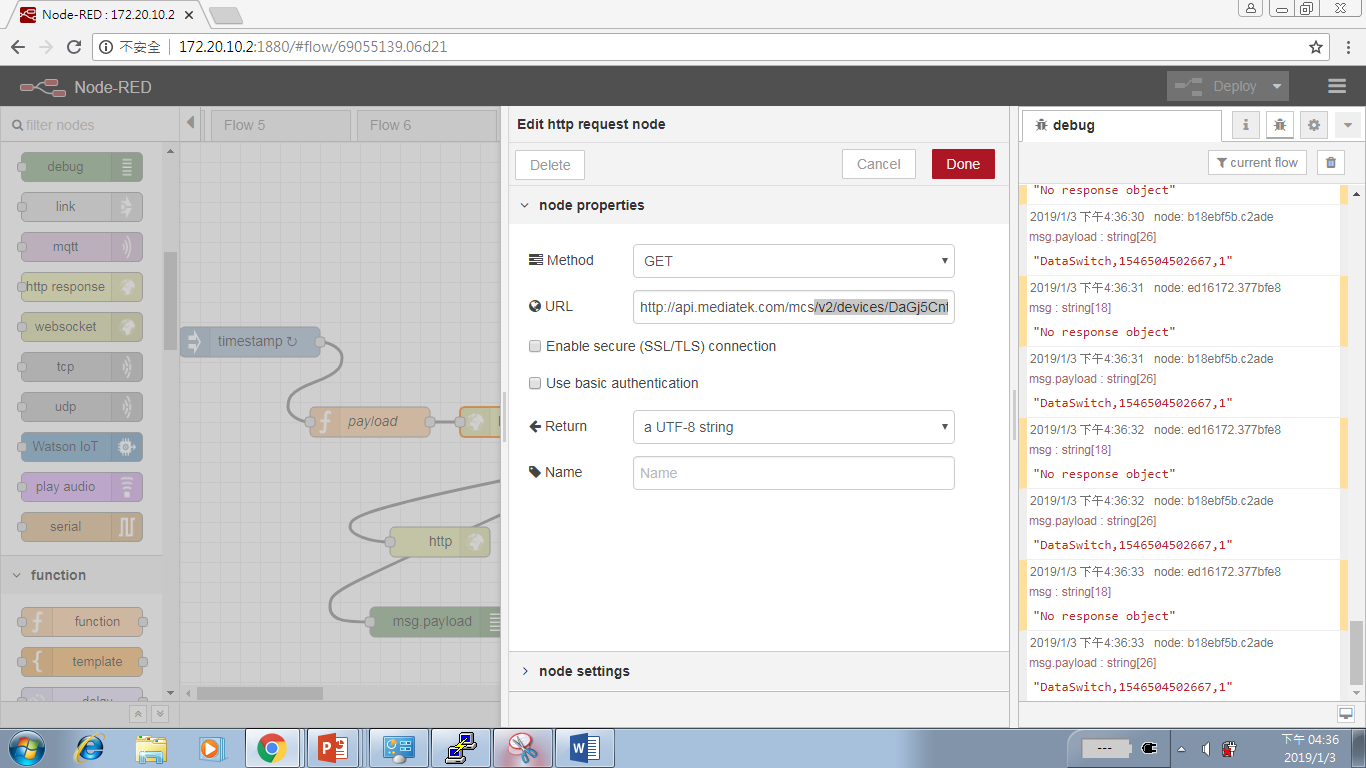 Node-RED : 172.20.10.2
不安全 172.20.10.2:1880/#flow/69055139.06d21
Node-RED
Deploy
filter nodes
debug
link
mqtt
http response
websocket
tcp
udp
Watson IoT
play audio
serial
function
function
template
delay
Flow 5
Flow 6
timestamp ↻
payload
http
msg.payload
Edit http request node
Delete
Cancel
Done
node properties
Method
GET
URL
http://api.mediatek.com/mcs/v2/devices/DaGj5Cnt
Enable secure (SSL/TLS) connection
Use basic authentication
Return
a UTF-8 string
Name
Name
node settings
debug
current flow
"No response object"
2019/1/3 下午4:36:30 node: b18ebf5b.c2ade
msg.payload : string[26]
"DataSwitch,1546504502667,1"
2019/1/3 下午4:36:31 node: ed16172.377bfe8
msg : string[18]
"No response object"
2019/1/3 下午4:36:31 node: b18ebf5b.c2ade
msg.payload : string[26]
"DataSwitch,1546504502667,1"
2019/1/3 下午4:36:32 node: ed16172.377bfe8
msg : string[18]
"No response object"
2019/1/3 下午4:36:32 node: b18ebf5b.c2ade
msg.payload : string[26]
"DataSwitch,1546504502667,1"
2019/1/3 下午4:36:33 node: ed16172.377bfe8
msg : string[18]
"No response object"
2019/1/3 下午4:36:33 node: b18ebf5b.c2ade
msg.payload : string[26]
"DataSwitch,1546504502667,1"
下午 04:36
2019/1/3